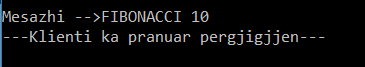 Mesazhi -->FIBONACCI 10
---Klienti ka pranuar pergjigjjen---